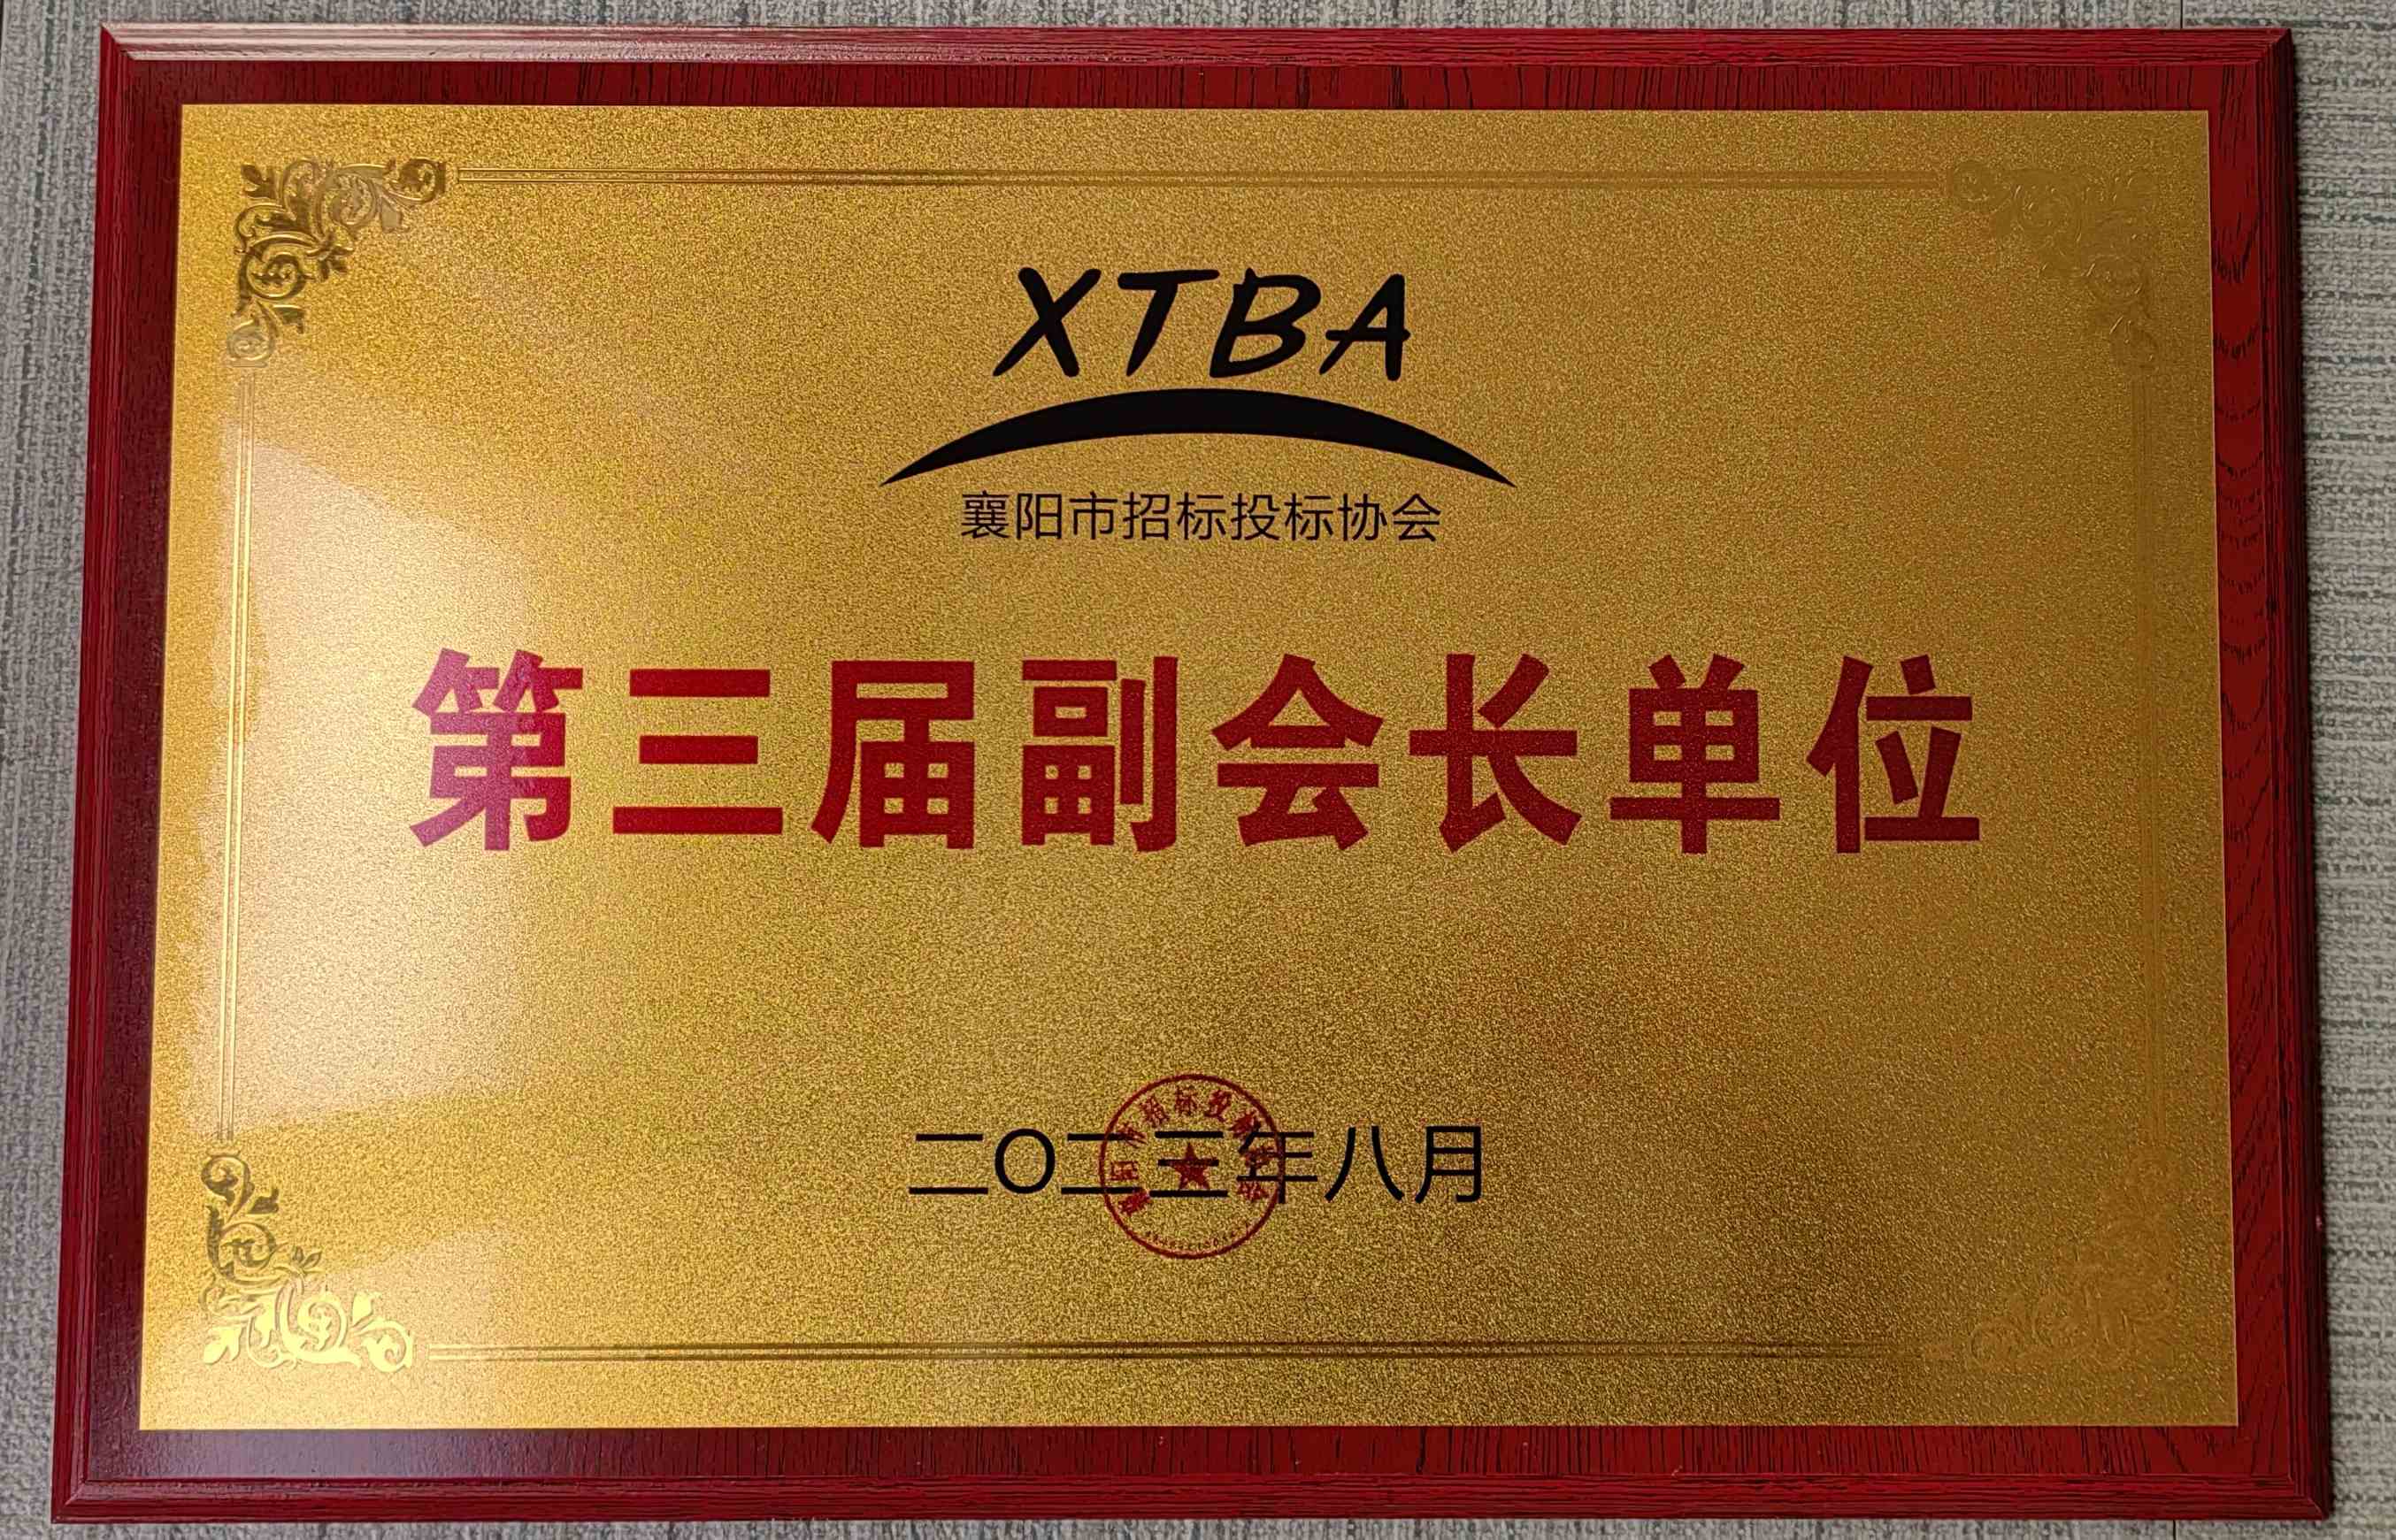 XTBA
襄阳市招标投标协会
第三届副会长单位
二O二三年八月